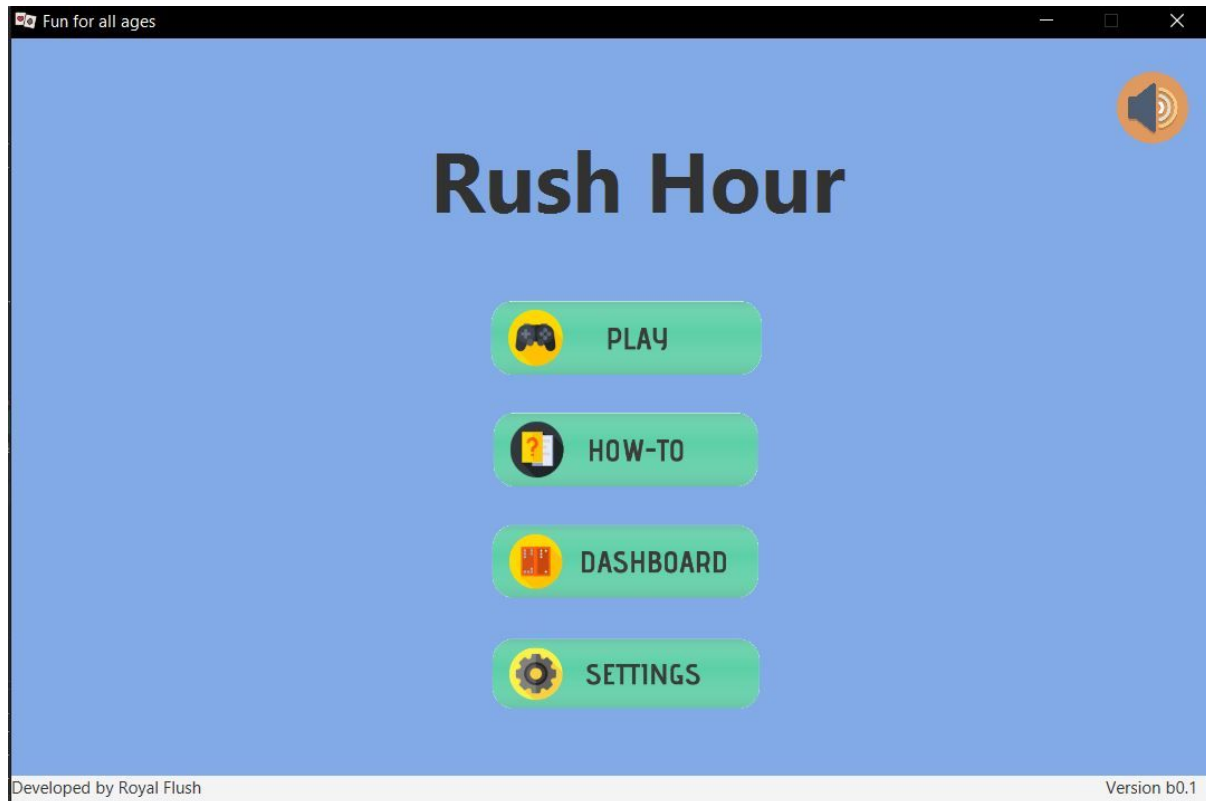 Fun for all ages
Rush Hour
PLAY
?
HOW-TO
DASHBOARD
SETTINGS
Developed by Royal Flush
Version b0.1